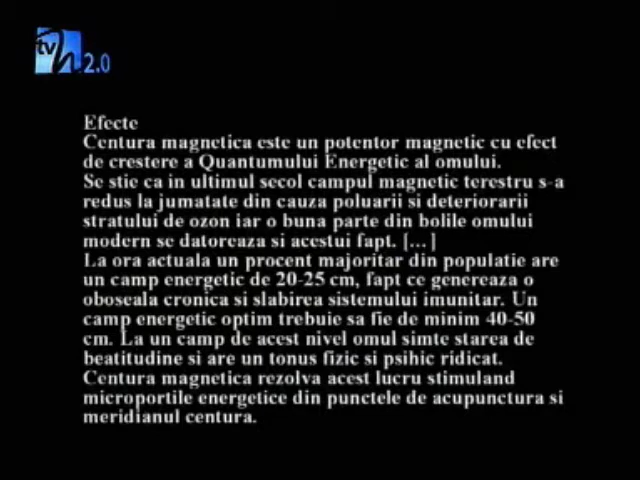 tv h 2.0
Efecte
Centura magnetica este un potentor magnetic cu efect
de crestere a Quantumului Energetic al omului.
Se stie ca in ultimul secol campul magnetic terestru s-a
redus la jumatate din cauza poluarii si deteriorarii
stratului de ozon iar o buna parte din bolile omului
modern se datoreaza si acestui fapt. [...]
La ora actuala un procent majoritar din populatie are
un camp energetic de 20-25 cm, fapt ce genereaza o
oboseala cronica si slabirea sistemului imunitar. Un
camp energetic optim trebuie sa fie de minim 40-50
cm. La un camp de acest nivel omul simte starea de
beatitudine si are un tonus fizic si psihic ridicat.
Centura magnetica rezolva acest lucru stimuland
microportile energetice din punctele de acupunctura si
meridianul centura.